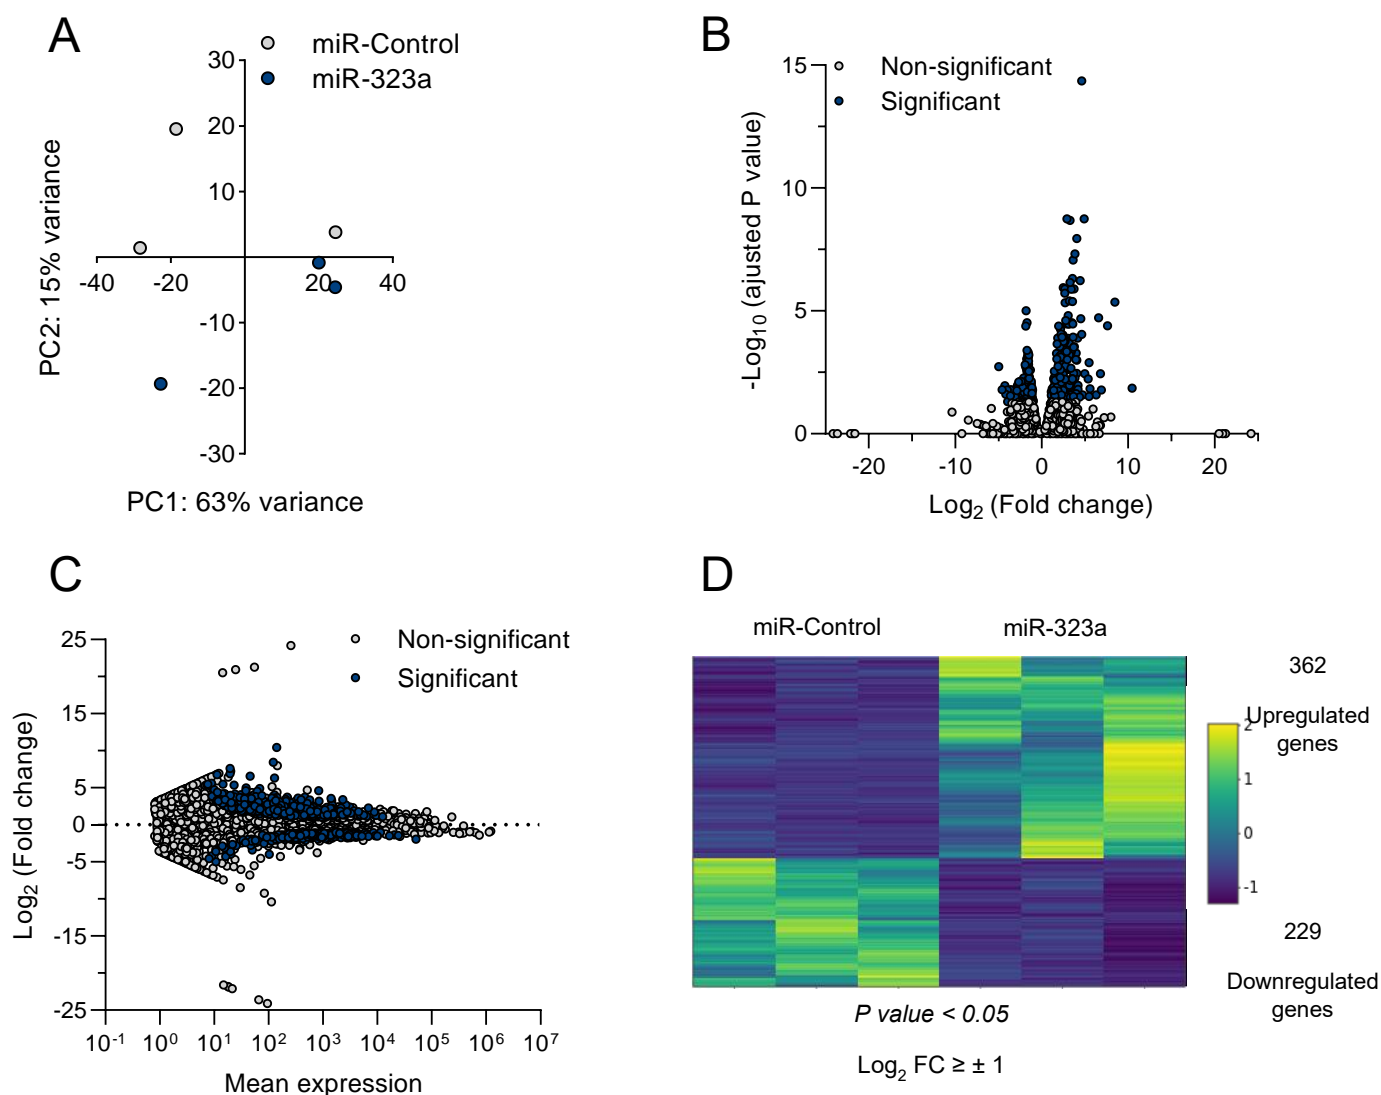 A
miR-Control
miR-323a
30
20
10
-10
-20
-30
-40
-20
20
40
PC2: 15% variance
PC1: 63% variance
B
Non-significant
Significant
15
10
5
0
-20
-10
0
10
20
-Log10 (ajusted P value)
Log2 (Fold change)
C
Non-significant
Significant
25
15
5
0
-5
-15
-25
10-1
100
101
102
103
104
105
106
107
Log2 (Fold change)
Mean expression
D
miR-Control
miR-323a
362
Upregulated
genes
2
1
0
-1
229
Downregulated
genes
P value < 0.05
Log2 FC ≥ ± 1